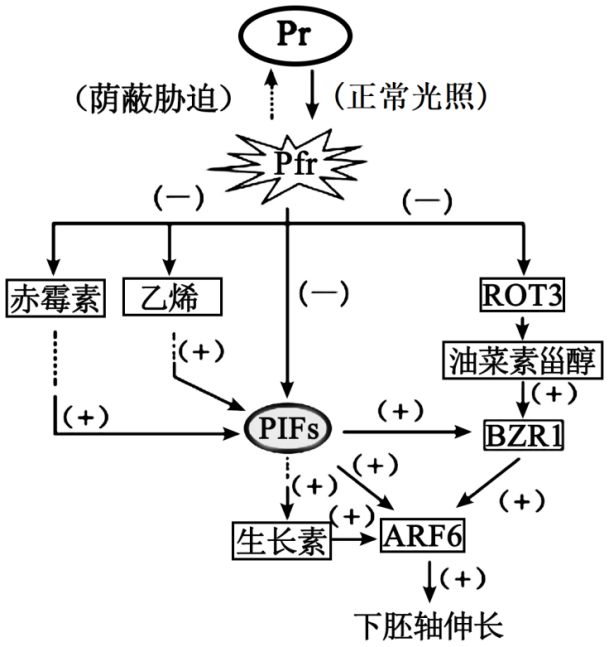 Pr
（荫蔽胁迫）
（正常光照）
Pfr
(—)
(—)
赤霉素
乙烯
(—)
ROT3
(+)
油菜素甾醇
(+)
(+)
PIFs
(+)
BZR1
(+)
(+)
(+)
生长素
(+)
ARF6
(+)
下胚轴伸长